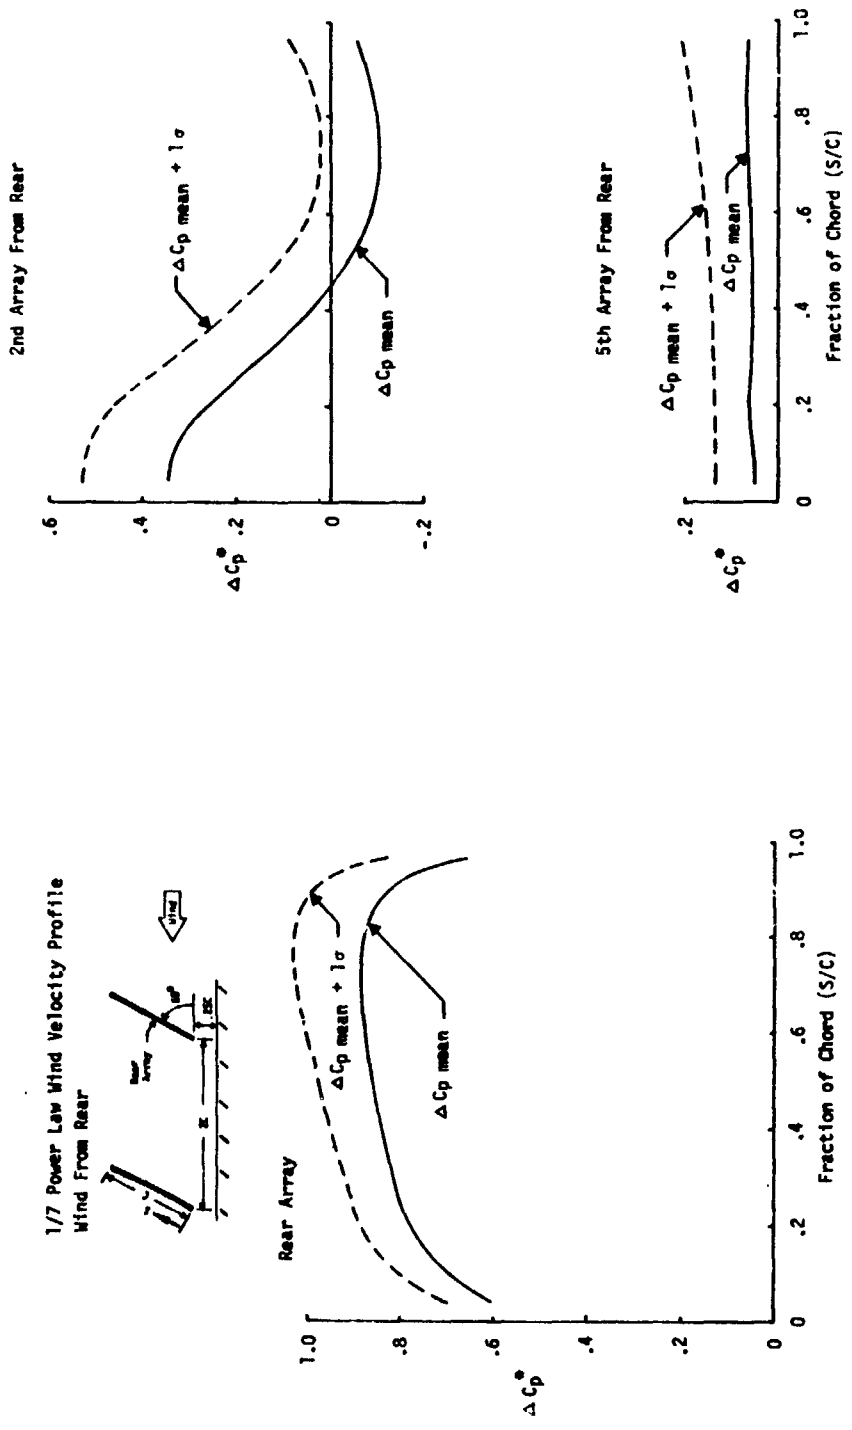 1/7 Power Law Wind Velocity Profile
Wind From Rear
Wind
Rear
Array
60°
.25C
2C
C
Rear Array
1.0
.8
.6
.4
.2
0
ΔCp*
ΔCp mean + 1σ
ΔCp mean
0 .2 .4 .6 .8 1.0
Fraction of Chord (S/C)
2nd Array From Rear
.6
.4
.2
0
-.2
ΔCp*
ΔCp mean + 1σ
ΔCp mean
5th Array From Rear
.2
ΔCp*
ΔCp mean + 1σ
ΔCp mean
0 .2 .4 .6 .8 1.0
Fraction of Chord (S/C)